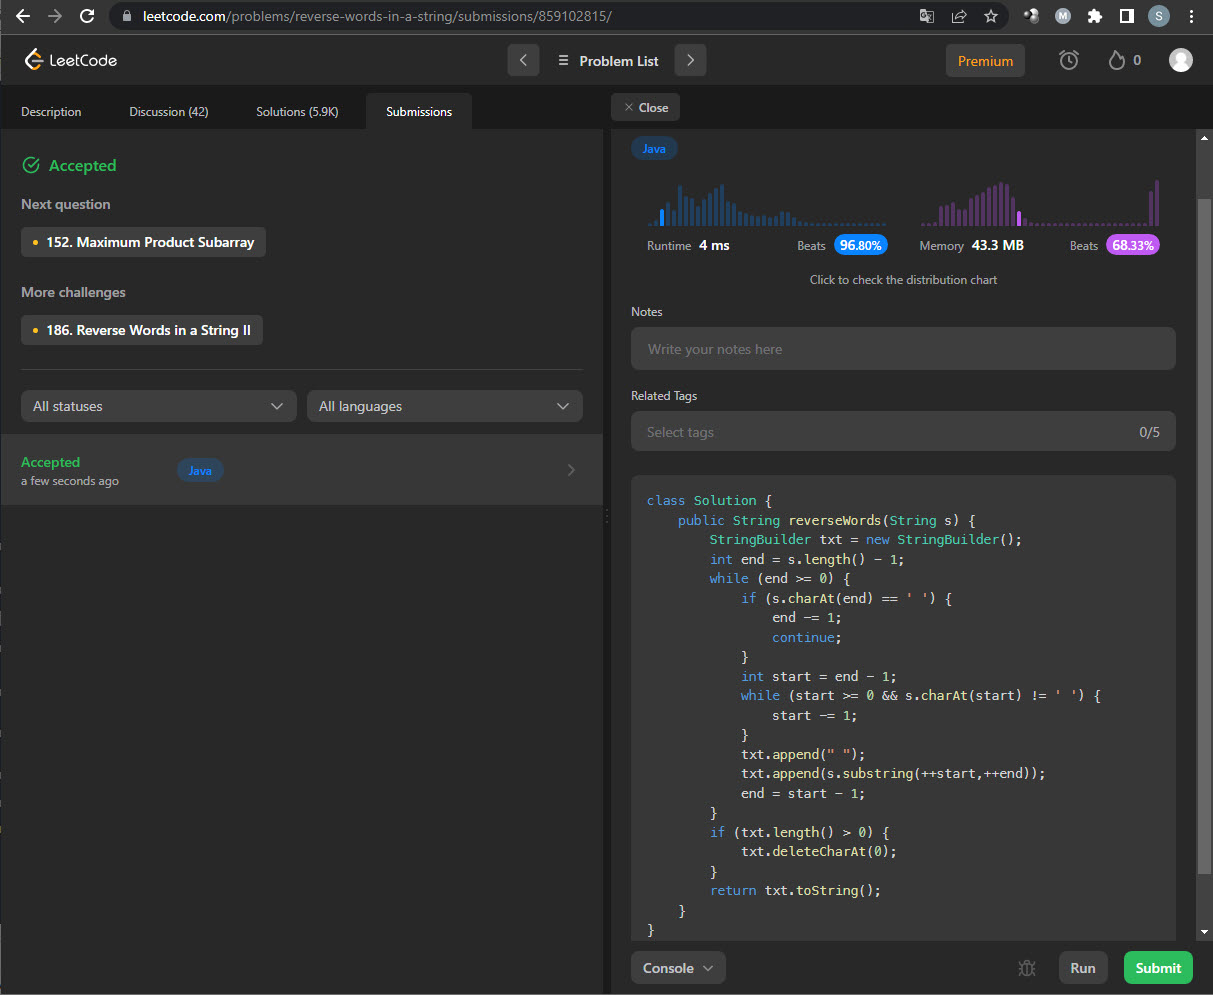 leetcode.com/problems/reverse-words-in-a-string/submissions/859102815/
M
S
LeetCode
Problem List
Premium
0
Description
Discussion (42)
Solutions (5.9K)
Submissions
Close
Accepted
Next question
152. Maximum Product Subarray
More challenges
186. Reverse Words in a String II
All statuses
All languages
Accepted
a few seconds ago
Java
Java
Runtime 4 ms
Beats 96.80%
Memory 43.3 MB
Beats 68.33%
Click to check the distribution chart
Notes
Write your notes here
Related Tags
Select tags
0/5
class Solution {
    public String reverseWords(String s) {
        StringBuilder txt = new StringBuilder();
        int end = s.length() - 1;
        while (end >= 0) {
            if (s.charAt(end) == ' ') {
                end -= 1;
                continue;
            }
            int start = end - 1;
            while (start >= 0 && s.charAt(start) != ' ') {
                start -= 1;
            }
            txt.append(" ");
            txt.append(s.substring(++start,++end));
            end = start - 1;
        }
        if (txt.length() > 0) {
            txt.deleteCharAt(0);
        }
        return txt.toString();
    }
}
Console
Run
Submit